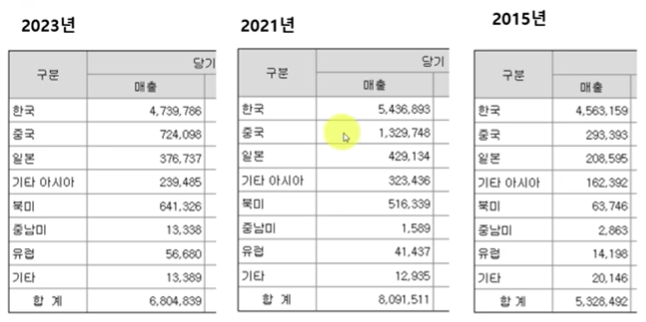 2023년 2021년 2015년
구분 당기
매출
한국 4,739,786
중국 724,098
일본 376,737
기타 아시아 239,485
북미 641,326
중남미 13,338
유럽 56,680
기타 13,389
합 계 6,804,839
구분 당기
매출
한국 5,436,893
중국 1,329,748
일본 429,134
기타 아시아 323,436
북미 516,339
중남미 1,589
유럽 41,437
기타 12,935
합 계 8,091,511
구분
매출
한국 4,563,159
중국 293,393
일본 208,595
기타 아시아 162,392
북미 63,746
중남미 2,863
유럽 14,198
기타 20,146
합 계 5,328,492